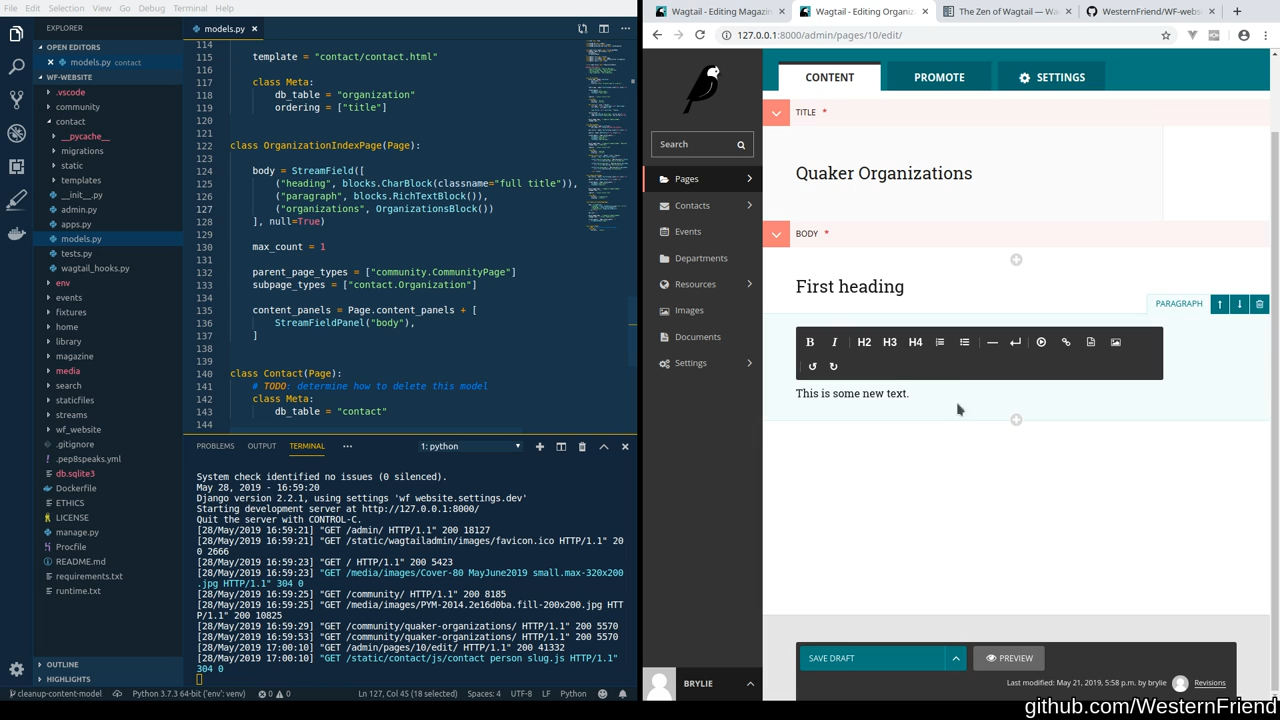 File Edit Selection View Go Debug Terminal Help
EXPLORER
OPEN EDITORS
models.py contact
WF-WEBSITE
.vscode
community
contact
__pycache__
migrations
static
templates
__init__.py
admin.py
apps.py
models.py
tests.py
wagtail_hooks.py
env
events
fixtures
home
library
magazine
media
search
staticfiles
streams
wf_website
.gitignore
.pep8speaks.yml
db.sqlite3
Dockerfile
ETHICS
LICENSE
manage.py
Procfile
README.md
requirements.txt
runtime.txt
OUTLINE
HIGHLIGHTS
models.py
114
115 template = "contact/contact.html"
116
117 class Meta:
118 db_table = "organization"
119 ordering = ["title"]
120
121
122 class OrganizationIndexPage(Page):
123
124 body = StreamField([
125 ("heading", blocks.CharBlock(classname="full title")),
126 ("paragraph", blocks.RichTextBlock()),
127 ("organizations", OrganizationsBlock())
128 ], null=True)
129
130 max_count = 1
131
132 parent_page_types = ["community.CommunityPage"]
133 subpage_types = ["contact.Organization"]
134
135 content_panels = Page.content_panels + [
136 StreamFieldPanel("body"),
137 ]
138
139
140 class Contact(Page):
141 # TODO: determine how to delete this model
142 class Meta:
143 db_table = "contact"
144
PROBLEMS OUTPUT TERMINAL ••• 1: python
System check identified no issues (0 silenced).
May 28, 2019 - 16:59:20
Django version 2.2.1, using settings 'wf_website.settings.dev'
Starting development server at http://127.0.0.1:8000/
Quit the server with CONTROL-C.
[28/May/2019 16:59:21] "GET /admin/ HTTP/1.1" 200 18127
[28/May/2019 16:59:21] "GET /static/wagtailadmin/images/favicon.ico HTTP/1.1" 20
0 2666
[28/May/2019 16:59:23] "GET / HTTP/1.1" 200 5423
[28/May/2019 16:59:23] "GET /media/images/Cover-80_MayJune2019_small.max-320x200
.jpg HTTP/1.1" 304 0
[28/May/2019 16:59:25] "GET /community/ HTTP/1.1" 200 8185
[28/May/2019 16:59:25] "GET /media/images/PYM-2014.2e16d0ba.fill-200x200.jpg HTT
P/1.1" 200 10825
[28/May/2019 16:59:29] "GET /community/quaker-organizations/ HTTP/1.1" 200 5570
[28/May/2019 16:59:53] "GET /community/quaker-organizations/ HTTP/1.1" 200 5570
[28/May/2019 17:00:10] "GET /admin/pages/10/edit/ HTTP/1.1" 200 41332
[28/May/2019 17:00:10] "GET /static/contact/js/contact_person_slug.js HTTP/1.1"
304 0
cleanup-content-model Python 3.7.3 64-bit ('env': venv) 0 0 Ln 127, Col 45 (18 selected) Spaces: 4 UTF-8 LF Python
Wagtail - Editing Magazin
Wagtail - Editing Organiz
The Zen of Wagtail — Wa
GitHub - WesternFriend/WF-webs
127.0.0.1:8000/admin/pages/10/edit/
Search
Pages
Contacts
Events
Departments
Resources
Images
Documents
Settings
BRYLIE
CONTENT PROMOTE SETTINGS
TITLE *
Quaker Organizations
BODY *
First heading
PARAGRAPH
B I H2 H3 H4
This is some new text.
SAVE DRAFT PREVIEW
Last modified: May 21, 2019, 5:58 p.m. by brylie Revisions
github.com/WesternFriend